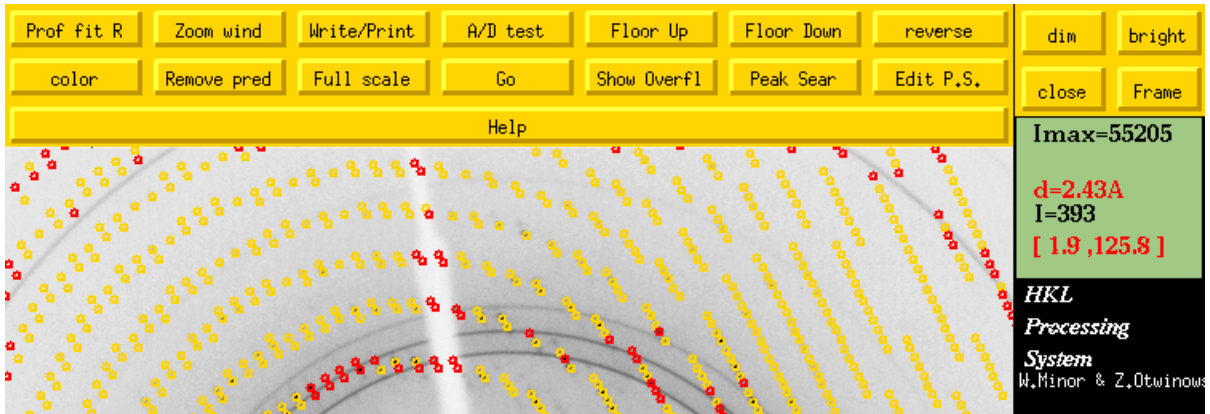 Prof fit R Zoom wind Write/Print A/D test Floor Up Floor Down reverse
color Remove pred Full scale Go Show Overfl Peak Sear Edit P.S.
Help
dim bright
close Frame
Imax=55205
d=2.43A
I=393
[ 1.9 ,125.8 ]
HKL
Processing
System
W.Minor & Z.Otwinows